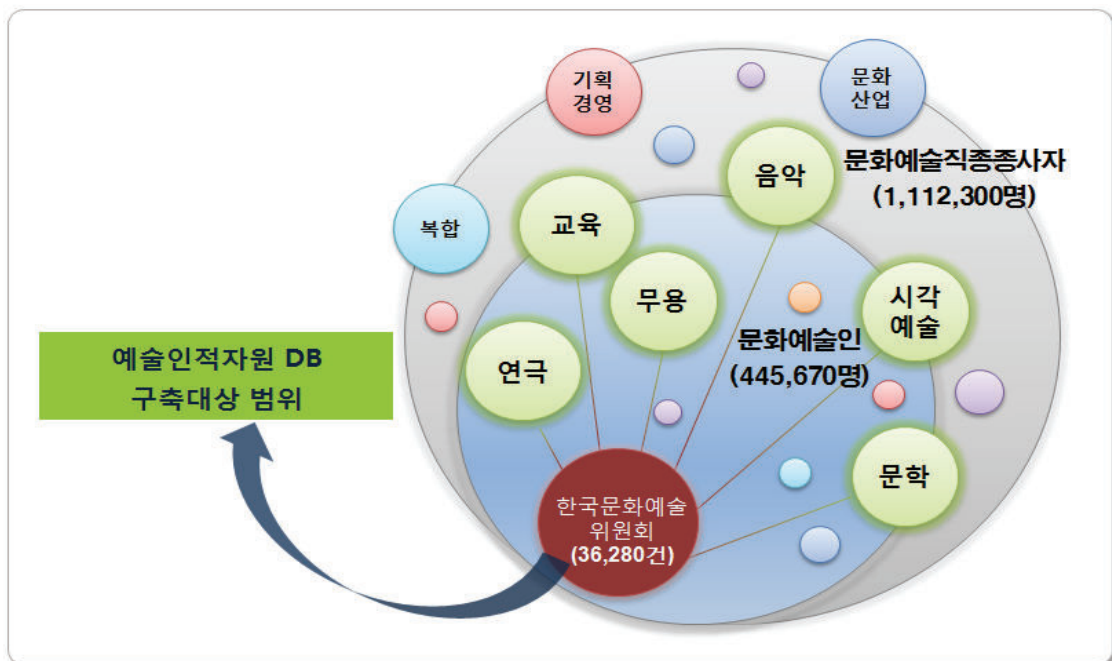 기획
경영
문화
산업
음악
문화예술직종종사자
(1,112,300명)
복합
교육
무용
시각
예술
문화예술인
(445,670명)
연극
예술인적자원 DB
구축대상 범위
문학
한국문화예술
위원회
(36,280건)